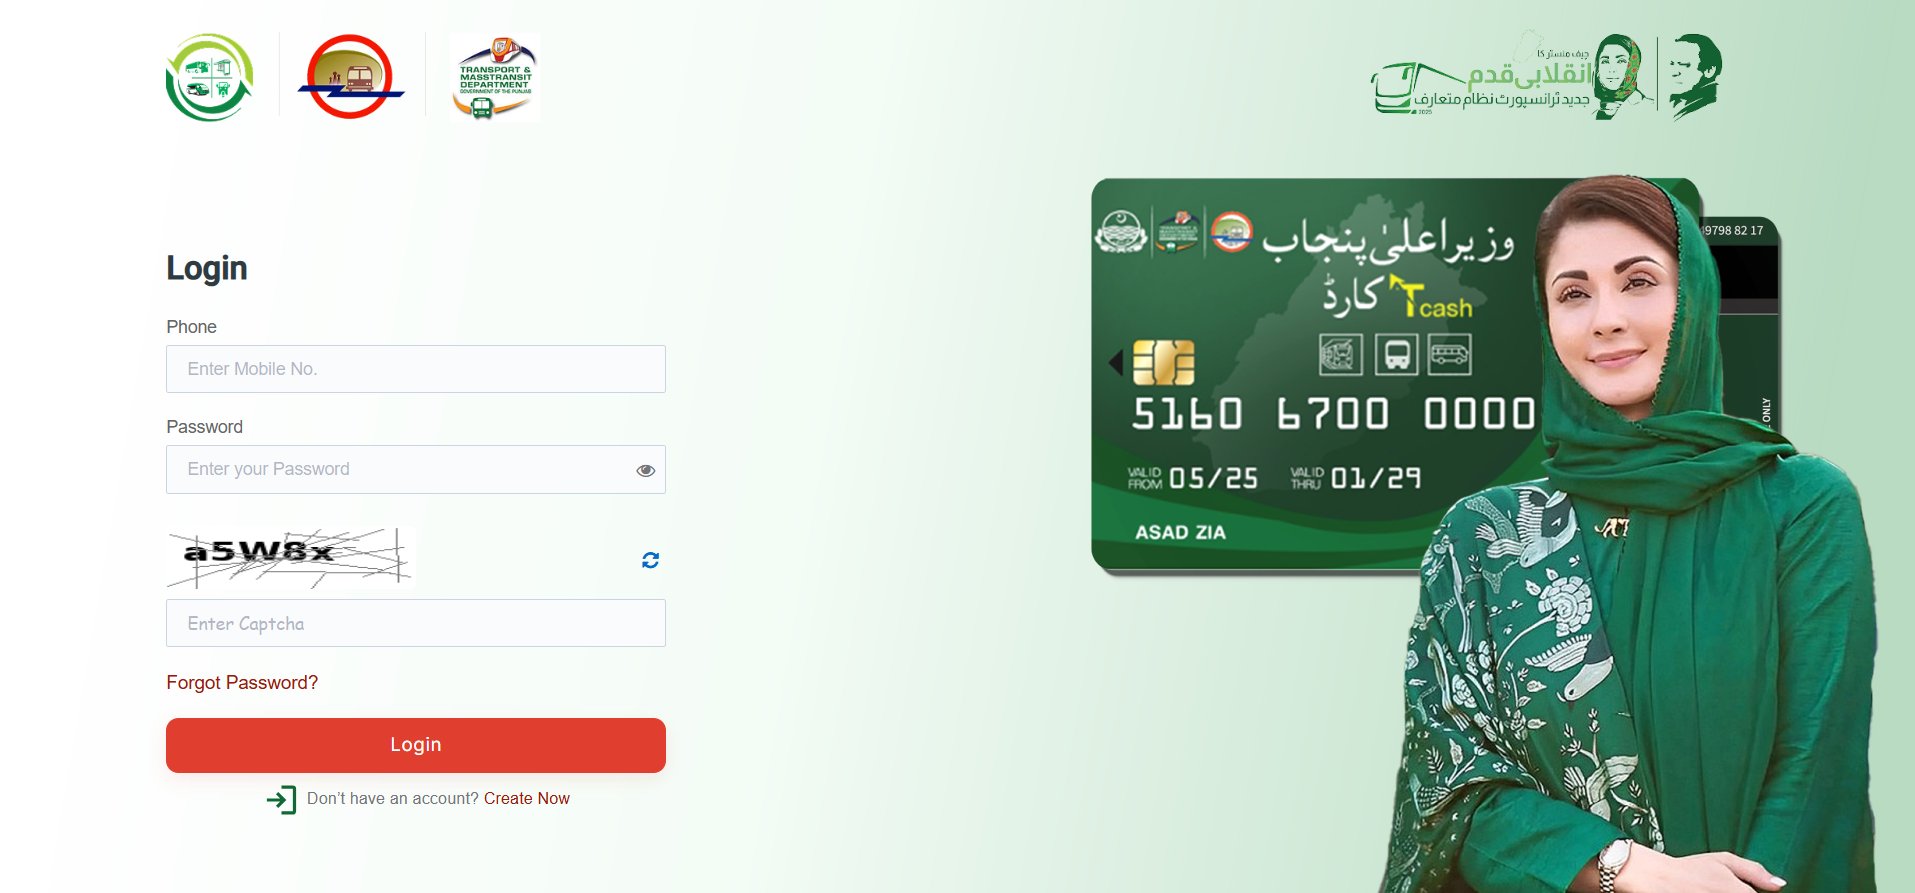 TRANSPORT &
MASSTRANSIT
DEPARTMENT
GOVERNMENT OF THE PUNJAB
چیف منسٹر کا
انقلابی قدم
جدید ٹرانسپورٹ نظام متعارف
2025
Login
Phone
Enter Mobile No.
Password
Enter your Password
a5W8x
Enter Captcha
Forgot Password?
Login
Don't have an account? Create Now
وزیراعلیٰ پنجاب
کارڈ Tcash
5160 6700 0000
VALID FROM 05/25 VALID THRU 01/29
ASAD ZIA
9798 82 17
ONLY